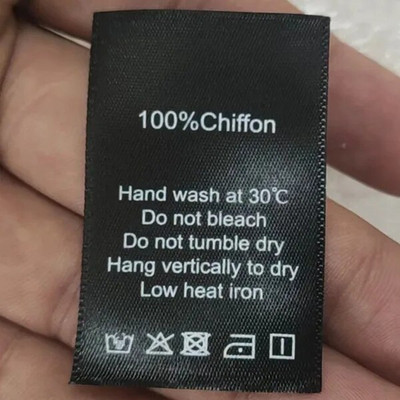 100%Chiffon
Hand wash at 30℃
Do not bleach
Do not tumble dry
Hang vertically to dry
Low heat iron